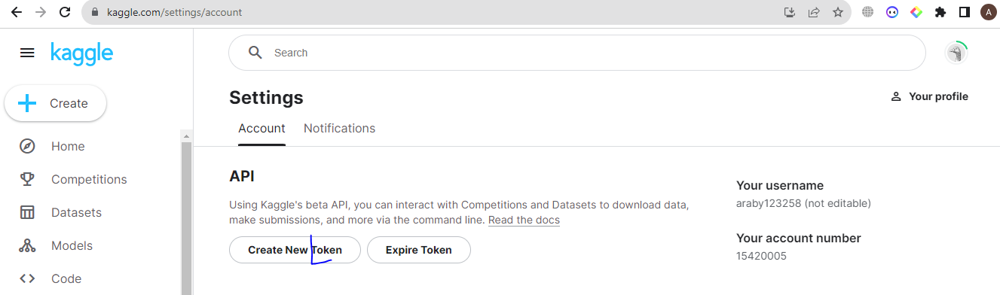 kaggle.com/settings/account
A
kaggle
Search
Create
Settings
Your profile
Account Notifications
Home
Competitions
Datasets
Models
Code
API
Using Kaggle's beta API, you can interact with Competitions and Datasets to download data,
make submissions, and more via the command line. Read the docs
Create New Token Expire Token
Your username
araby123258 (not editable)
Your account number
15420005